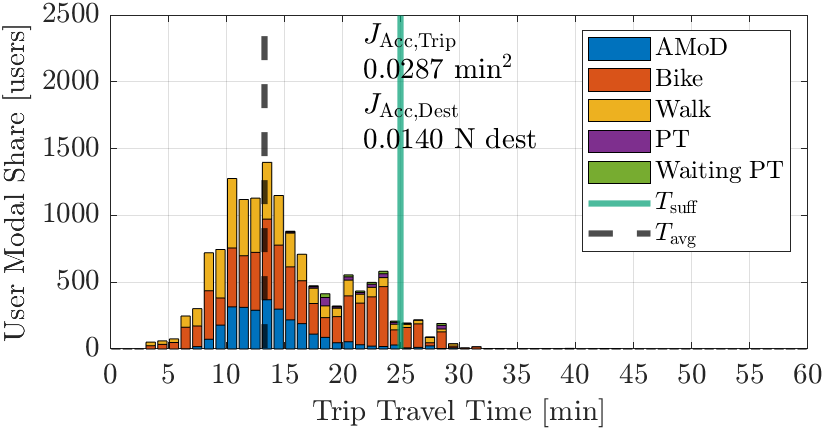 2500
2000
1500
1000
500
0
User Modal Share [users]
J_Acc,Trip
0.0287 min²
J_Acc,Dest
0.0140 N dest
AMoD
Bike
Walk
PT
Waiting PT
T_suff
T_avg
0 5 10 15 20 25 30 35 40 45 50 55 60
Trip Travel Time [min]